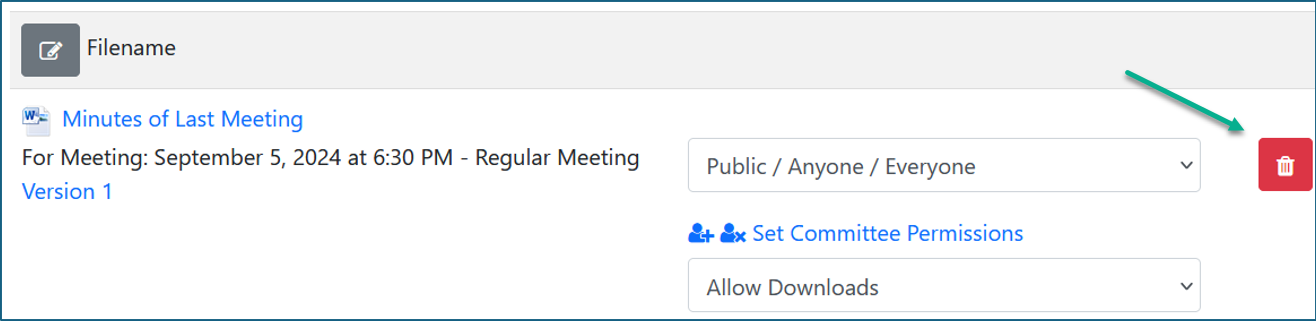 Filename
Minutes of Last Meeting
For Meeting: September 5, 2024 at 6:30 PM - Regular Meeting
Version 1
Public / Anyone / Everyone
Set Committee Permissions
Allow Downloads